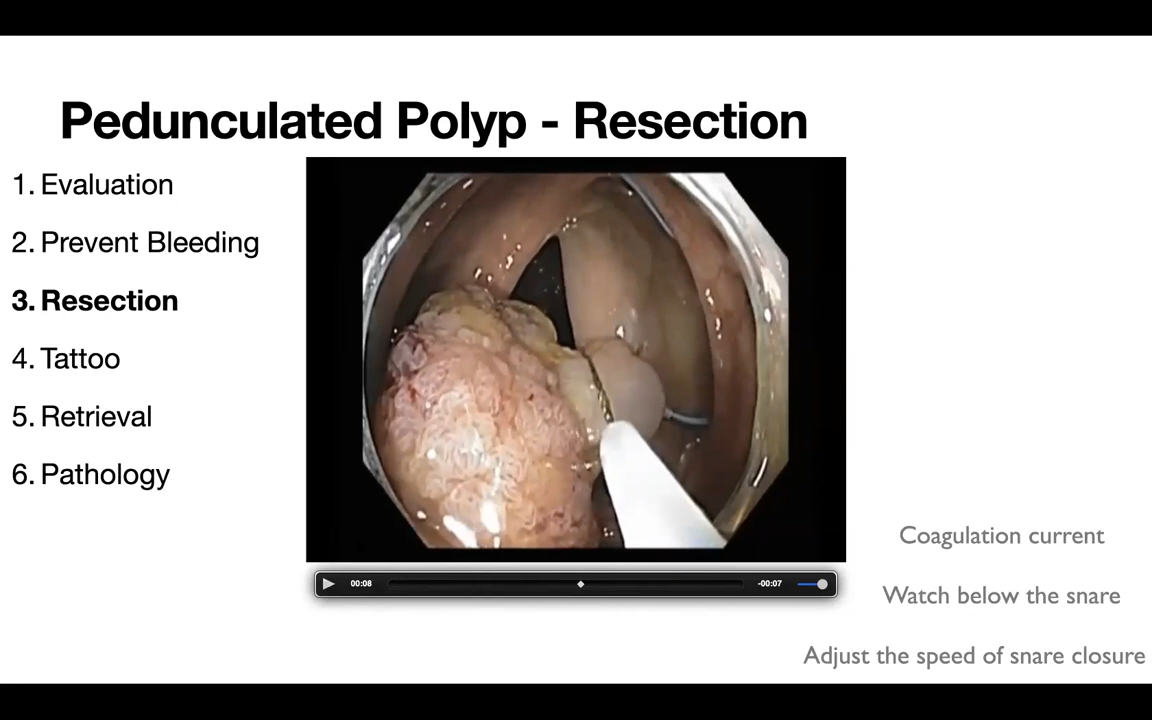 Pedunculated Polyp - Resection
1. Evaluation
2. Prevent Bleeding
3. Resection
4. Tattoo
5. Retrieval
6. Pathology
00:08
-00:07
Coagulation current
Watch below the snare
Adjust the speed of snare closure